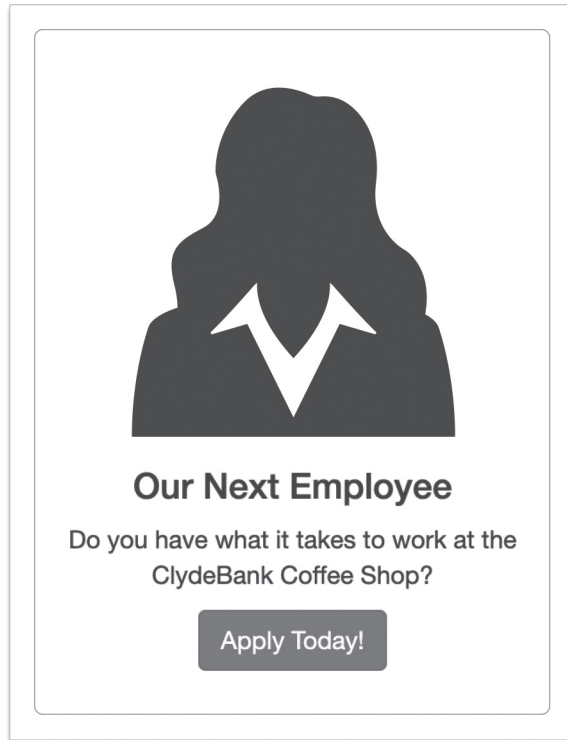 Our Next Employee
Do you have what it takes to work at the
ClydeBank Coffee Shop?
Apply Today!